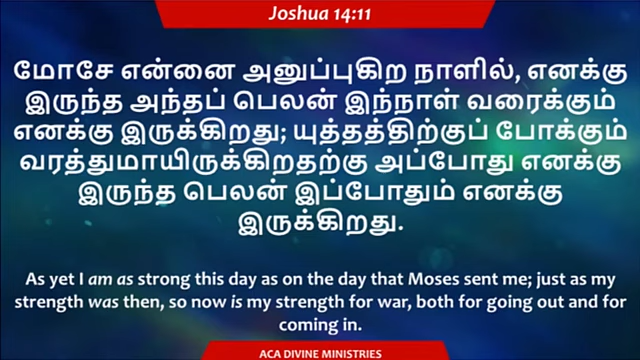 Joshua 14:11
மோசே என்னை அனுப்புகிற நாளில், எனக்கு
இருந்த அந்தப் பெலன் இந்நாள் வரைக்கும்
எனக்கு இருக்கிறது; யுத்தத்திற்குப் போக்கும்
வரத்துமாயிருக்கிறதற்கு அப்போது எனக்கு
இருந்த பெலன் இப்போதும் எனக்கு
இருக்கிறது.
As yet I am as strong this day as on the day that Moses sent me; just as my
strength was then, so now is my strength for war, both for going out and for
coming in.
ACA DIVINE MINISTRIES